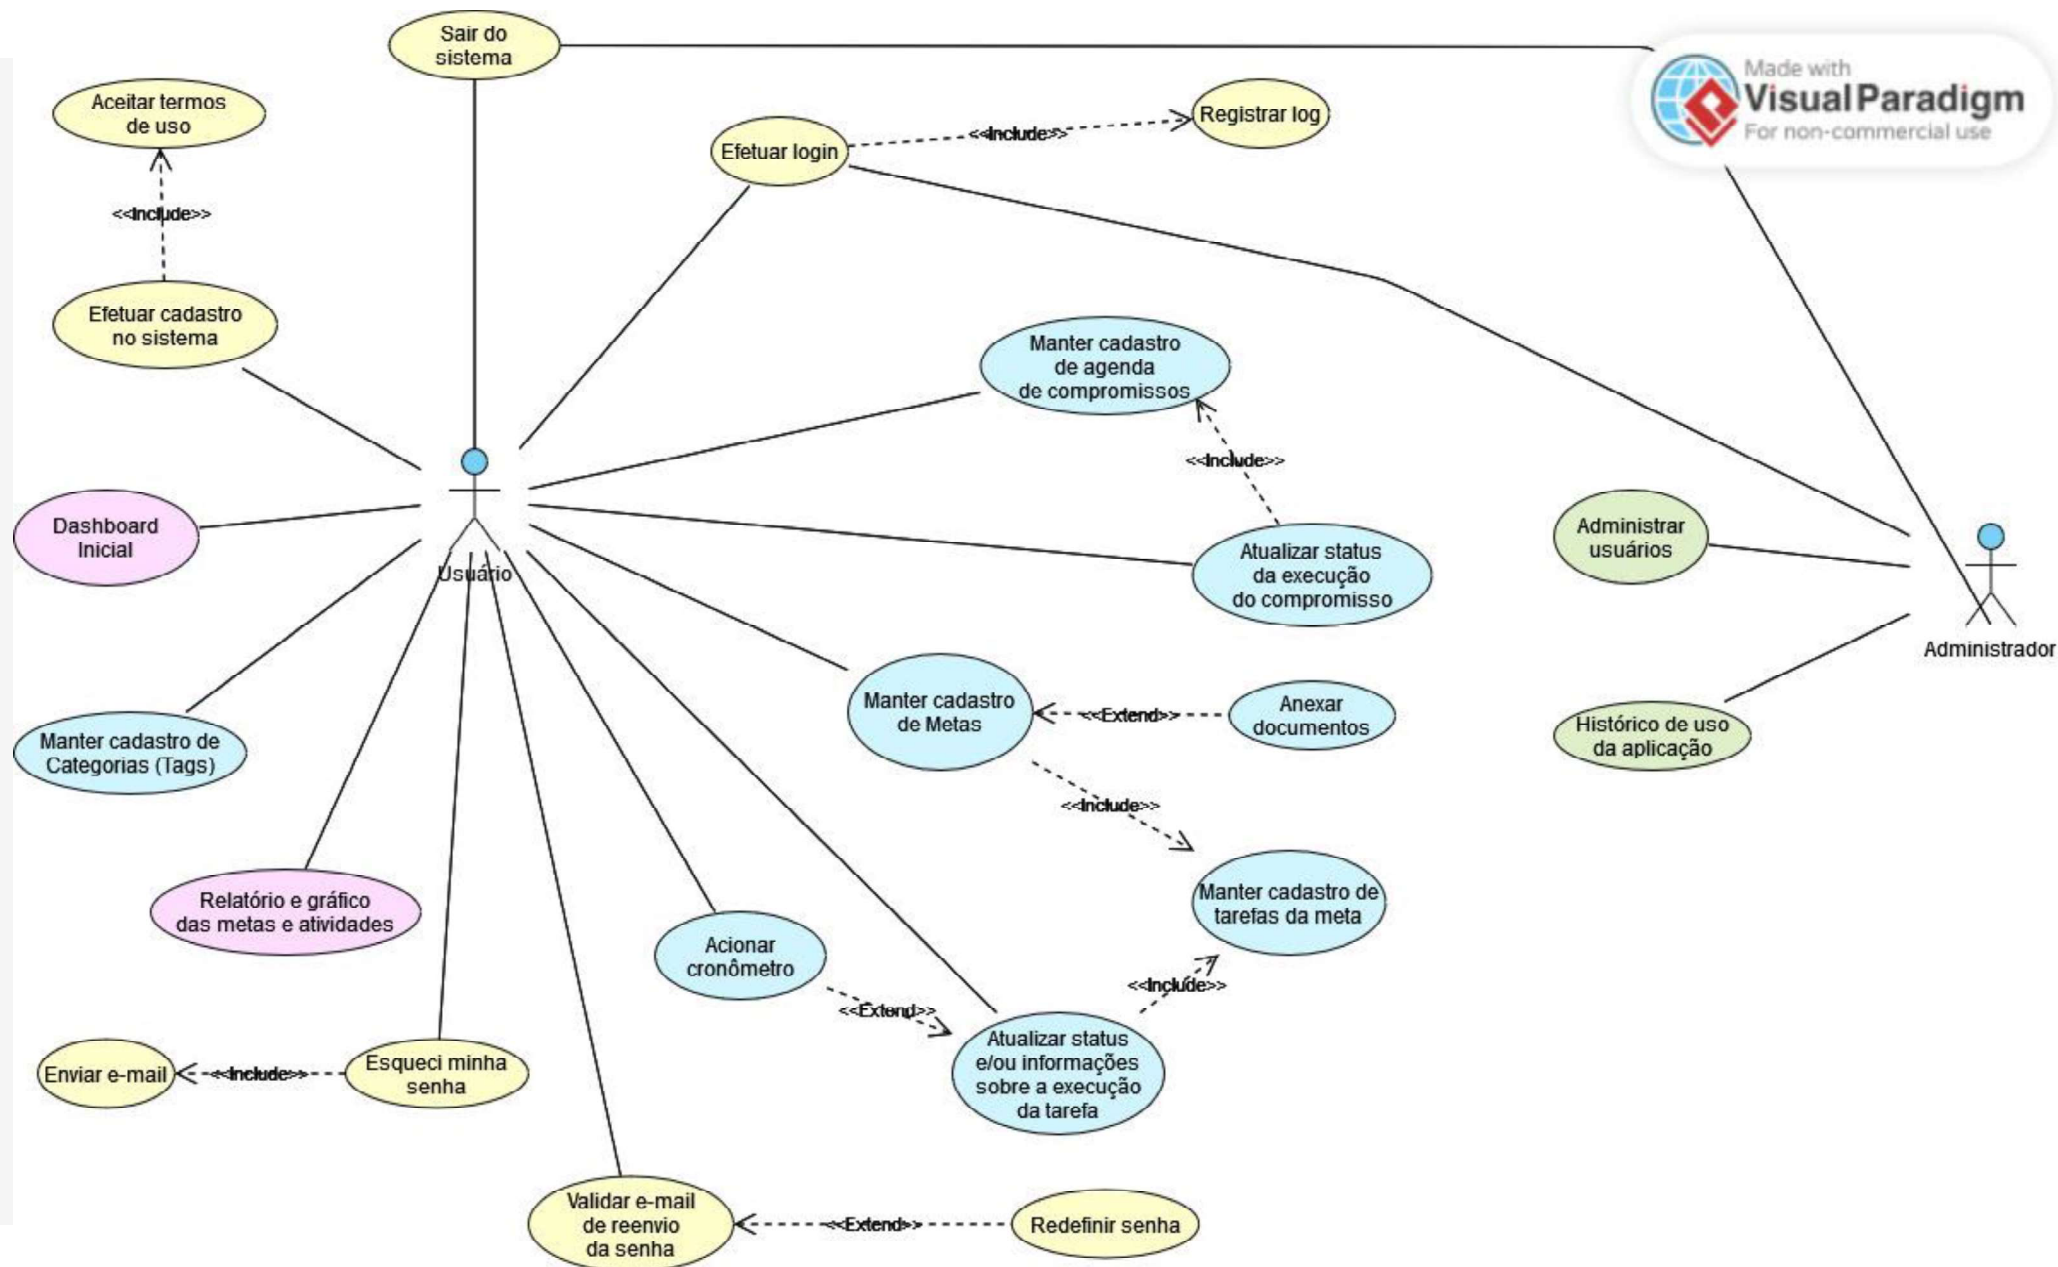 Sair do
sistema
Made with
Visual Paradigm
For non-commercial use
Aceitar termos
de uso
Registrar log
<<Include>>
Efetuar login
<<Include>>
Efetuar cadastro
no sistema
Manter cadastro
de agenda
de compromissos
<<Include>>
Dashboard
Inicial
Usuário
Atualizar status
da execução
do compromisso
Administrar
usuários
Administrador
Manter cadastro de
Categorias (Tags)
Manter cadastro
de Metas
<<Extend>>
Anexar
documentos
Histórico de uso
da aplicação
<<Include>>
Relatório e gráfico
das metas e atividades
Manter cadastro de
tarefas da meta
Acionar
cronômetro
<<Extend>>
<<Include>>
Enviar e-mail
<<Include>>
Esqueci minha
senha
Atualizar status
e/ou informações
sobre a execução
da tarefa
Validar e-mail
de reenvio
da senha
<<Extend>>
Redefinir senha